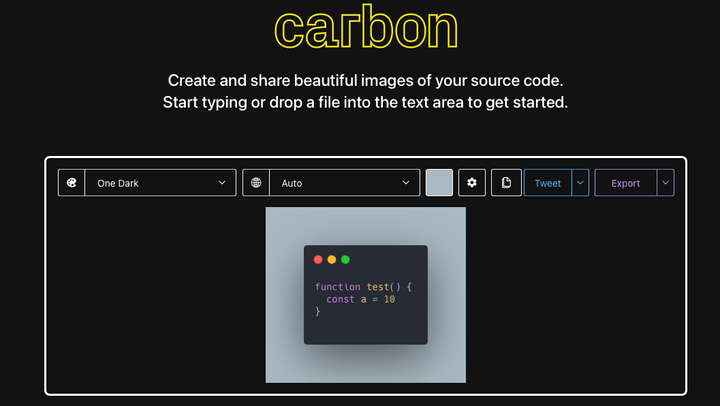 carbon
Create and share beautiful images of your source code.
Start typing or drop a file into the text area to get started.
One Dark
Auto
Tweet
Export
function test() {
  const a = 10
}